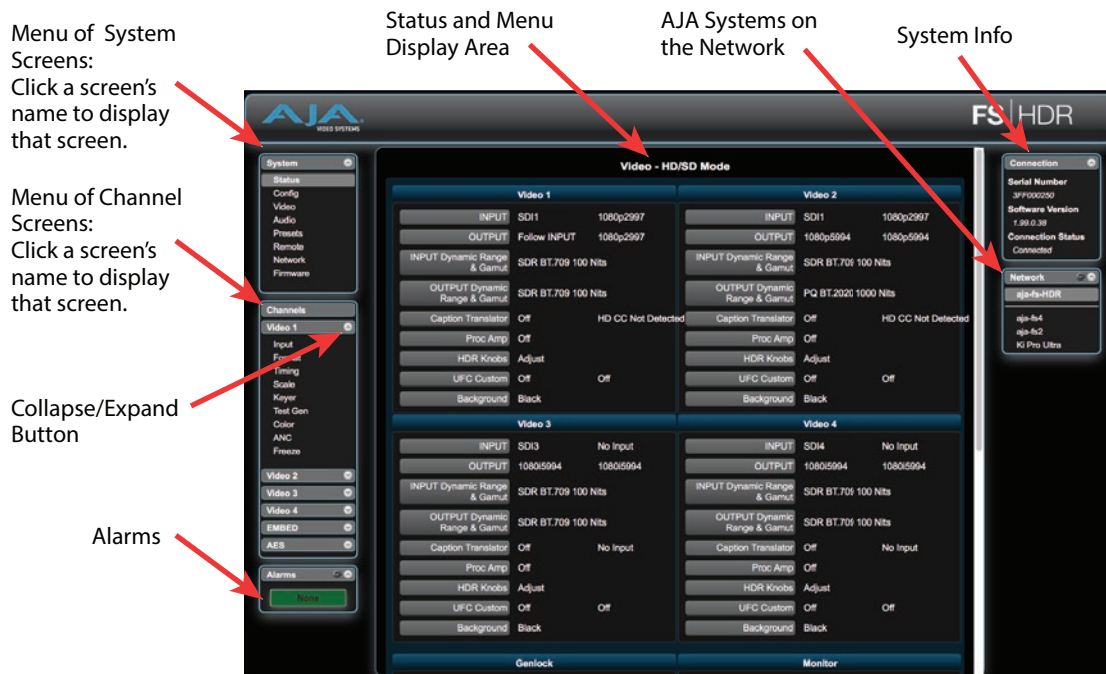 Menu of System
Screens:
Click a screen's
name to display
that screen.
Status and Menu
Display Area
AJA Systems on
the Network
System Info
Menu of Channel
Screens:
Click a screen's
name to display
that screen.
Collapse/Expand
Button
Alarms
AJA
VIDEO SYSTEMS
FS HDR
System
Status
Config
Video
Audio
Presets
Remote
Network
Firmware
Channels
Video 1
Input
Format
Timing
Scale
Keyer
Test Gen
Color
ANC
Freeze
Video 2
Video 3
Video 4
EMBED
AES
Alarms
None
Video - HD/SD Mode
Video 1
INPUT SDI1 1080p2997
OUTPUT Follow INPUT 1080p2997
INPUT Dynamic Range
& Gamut SDR BT.709 100 Nits
OUTPUT Dynamic
Range & Gamut SDR BT.709 100 Nits
Caption Translator Off HD CC Not Detected
Proc Amp Off
HDR Knobs Adjust
UFC Custom Off Off
Background Black
Video 2
INPUT SDI1 1080p2997
OUTPUT 1080p5994 1080p5994
INPUT Dynamic Range
& Gamut SDR BT.709 100 Nits
OUTPUT Dynamic
Range & Gamut PQ BT.2020 1000 Nits
Caption Translator Off HD CC Not Detected
Proc Amp Off
HDR Knobs Adjust
UFC Custom Off Off
Background Black
Video 3
INPUT SDI3 No Input
OUTPUT 1080i5994 1080i5994
INPUT Dynamic Range
& Gamut SDR BT.709 100 Nits
OUTPUT Dynamic
Range & Gamut SDR BT.709 100 Nits
Caption Translator Off No Input
Proc Amp Off
HDR Knobs Adjust
UFC Custom Off Off
Background Black
Video 4
INPUT SDI4 No Input
OUTPUT 1080i5994 1080i5994
INPUT Dynamic Range
& Gamut SDR BT.709 100 Nits
OUTPUT Dynamic
Range & Gamut SDR BT.709 100 Nits
Caption Translator Off No Input
Proc Amp Off
HDR Knobs Adjust
UFC Custom Off Off
Background Black
Genlock
Monitor
Connection
Serial Number
3FF000250
Software Version
1.99.0.38
Connection Status
Connected
Network
aja-fs-HDR
aja-fs4
aja-fs2
Ki Pro Ultra